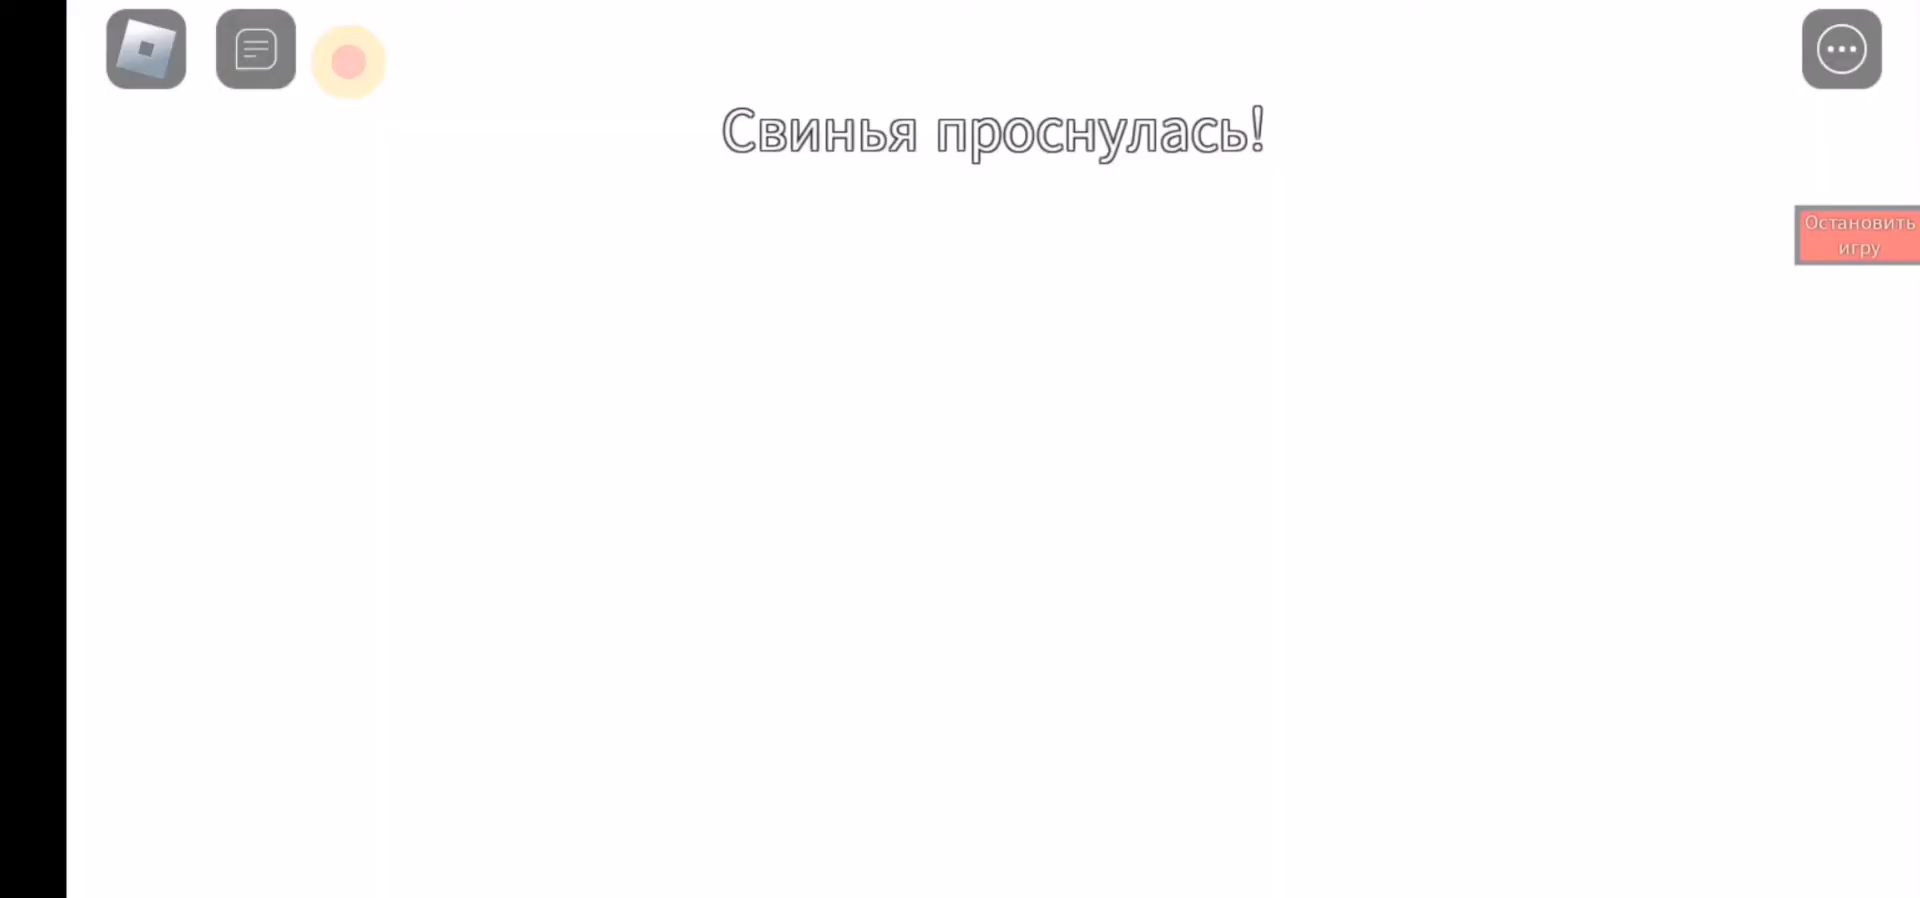 Свинья проснулась!
Остановить
игру